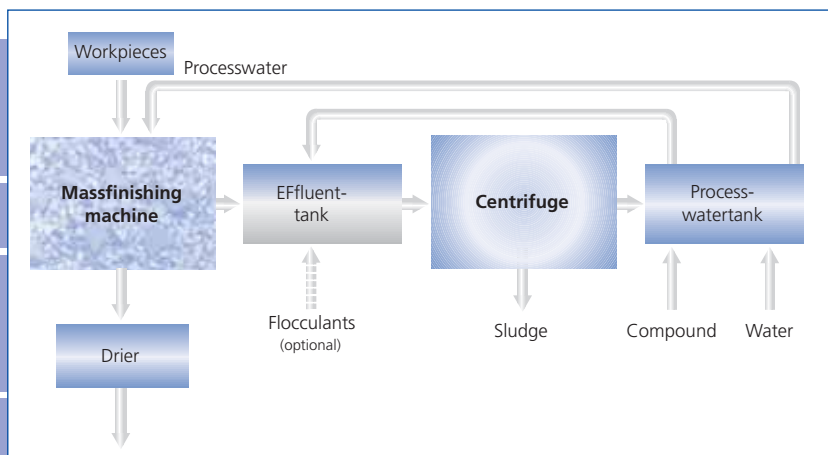 Workpieces
Processwater
Massfinishing
machine
EFfluent-
tank
Centrifuge
Process-
watertank
Flocculants
(optional)
Sludge
Compound
Water
Drier